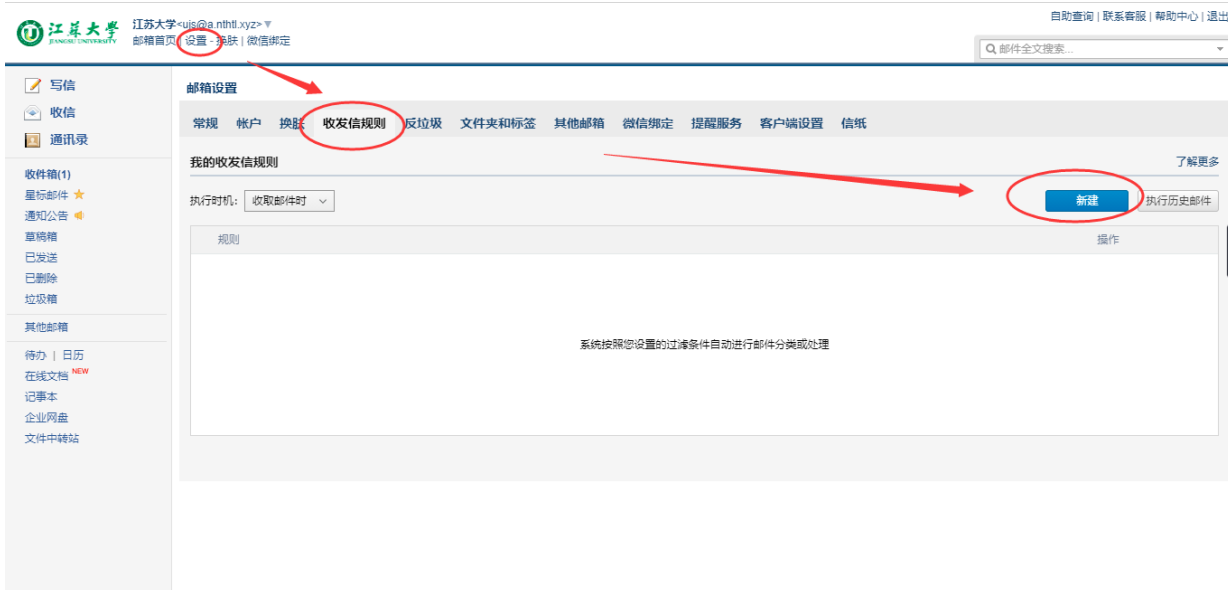 江苏大学
JIANGSU UNIVERSITY
江苏大学<ujs@a.nthtl.xyz>▼
邮箱首页 | 设置 - 换肤 | 微信绑定
自助查询 | 联系客服 | 帮助中心 | 退出
邮件全文搜索...
写信
收信
通讯录
收件箱(1)
星标邮件
通知公告
草稿箱
已发送
已删除
垃圾箱
其他邮箱
待办 | 日历
在线文档 NEW
记事本
企业网盘
文件中转站
邮箱设置
常规 帐户 换肤 收发信规则 反垃圾 文件夹和标签 其他邮箱 微信绑定 提醒服务 客户端设置 信纸
我的收发信规则 了解更多
执行时机: 收取邮件时 新建 执行历史邮件
规则 操作
系统按照您设置的过滤条件自动进行邮件分类或处理